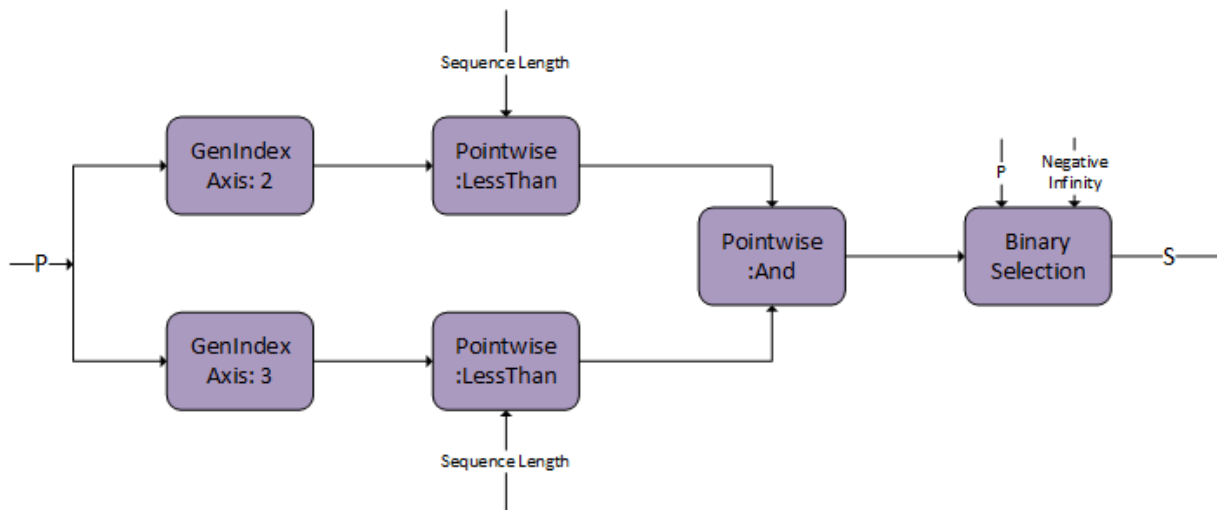 Sequence Length
GenIndex
Axis: 2
Pointwise
:LessThan
P
Negative
Infinity
P
Pointwise
:And
Binary
Selection
S
GenIndex
Axis: 3
Pointwise
:LessThan
Sequence Length